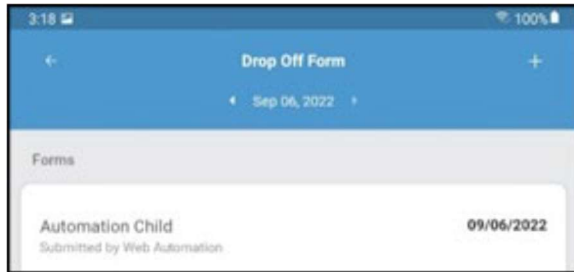 3:18 100%
Drop Off Form
Sep 06, 2022
Forms
Automation Child 09/06/2022
Submitted by Web Automation